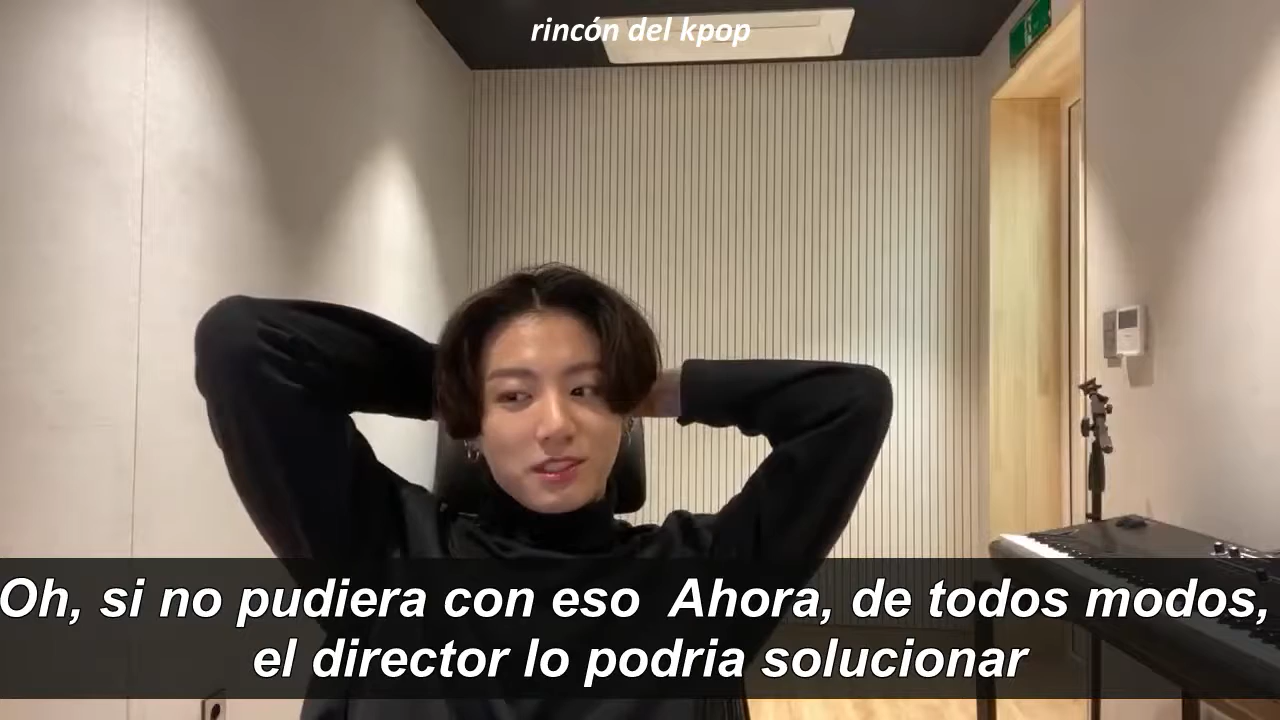 rincón del kpop
Oh, si no pudiera con eso  Ahora, de todos modos,
el director lo podria solucionar